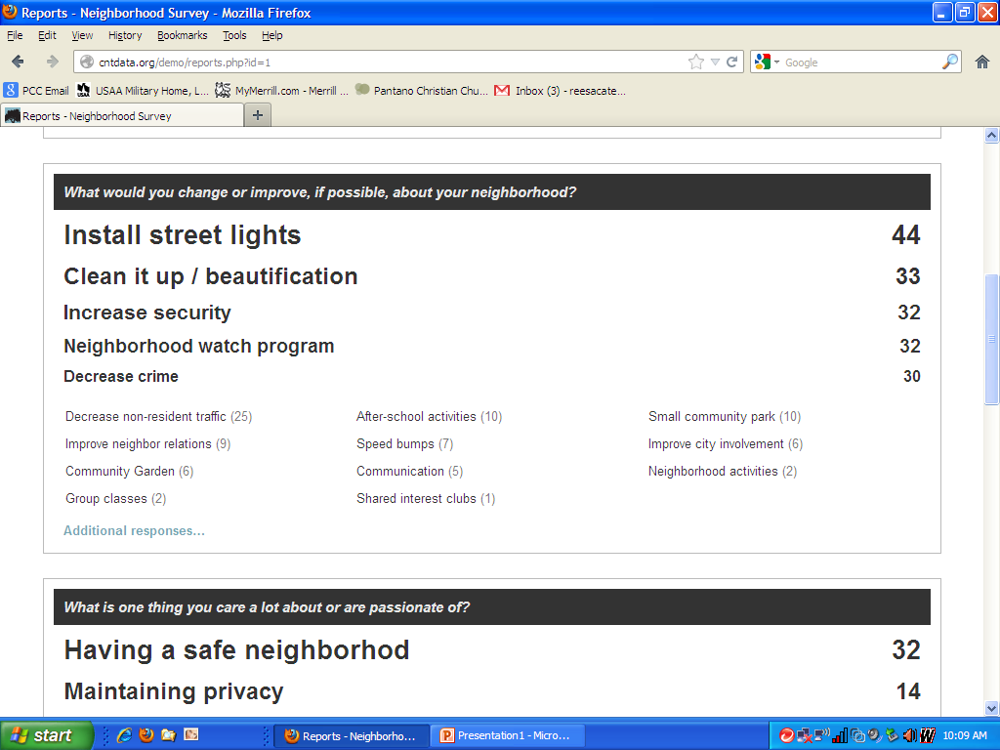 Reports - Neighborhood Survey - Mozilla Firefox
File Edit View History Bookmarks Tools Help
cntdata.org/demo/reports.php?id=1 Google
PCC Email USAA Military Home, L... MyMerrill.com - Merrill ... Pantano Christian Chu... Inbox (3) - reesacate...
Reports - Neighborhood Survey
What would you change or improve, if possible, about your neighborhood?
Install street lights 44
Clean it up / beautification 33
Increase security 32
Neighborhood watch program 32
Decrease crime 30
Decrease non-resident traffic (25) After-school activities (10) Small community park (10)
Improve neighbor relations (9) Speed bumps (7) Improve city involvement (6)
Community Garden (6) Communication (5) Neighborhood activities (2)
Group classes (2) Shared interest clubs (1)
Additional responses...
What is one thing you care a lot about or are passionate of?
Having a safe neighborhod 32
Maintaining privacy 14
start Reports - Neighborho... Presentation1 - Micro... 10:09 AM